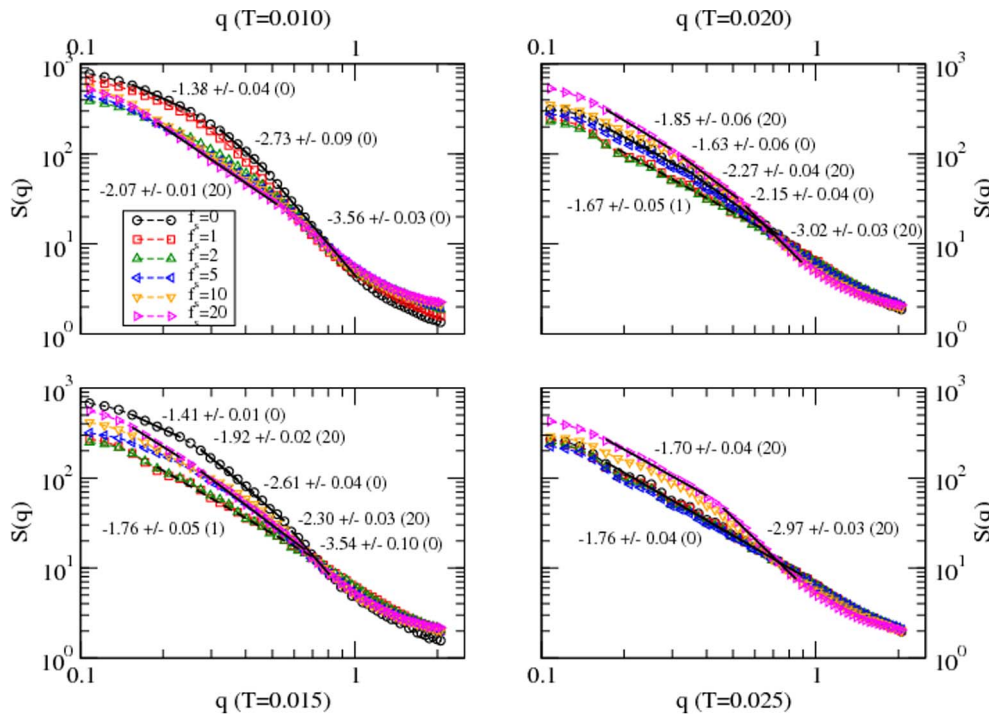 q (T=0.010)
q (T=0.020)
0.1 1
0.1 1
10³
10²
10¹
10⁰
S(q)
-1.38 +/- 0.04 (0)
-2.73 +/- 0.09 (0)
-2.07 +/- 0.01 (20)
-3.56 +/- 0.03 (0)
f =0
f =1
f =2
f =5
f =10
f =20
-1.85 +/- 0.06 (20)
-1.63 +/- 0.06 (0)
-2.27 +/- 0.04 (20)
-2.15 +/- 0.04 (0)
-1.67 +/- 0.05 (1)
-3.02 +/- 0.03 (20)
10³
10²
10¹
10⁰
S(q)
10³
10²
10¹
10⁰
S(q)
-1.41 +/- 0.01 (0)
-1.92 +/- 0.02 (20)
-2.61 +/- 0.04 (0)
-2.30 +/- 0.03 (20)
-1.76 +/- 0.05 (1)
-3.54 +/- 0.10 (0)
-1.70 +/- 0.04 (20)
-1.76 +/- 0.04 (0)
-2.97 +/- 0.03 (20)
10³
10²
10¹
10⁰
S(q)
0.1 1
0.1 1
q (T=0.015)
q (T=0.025)